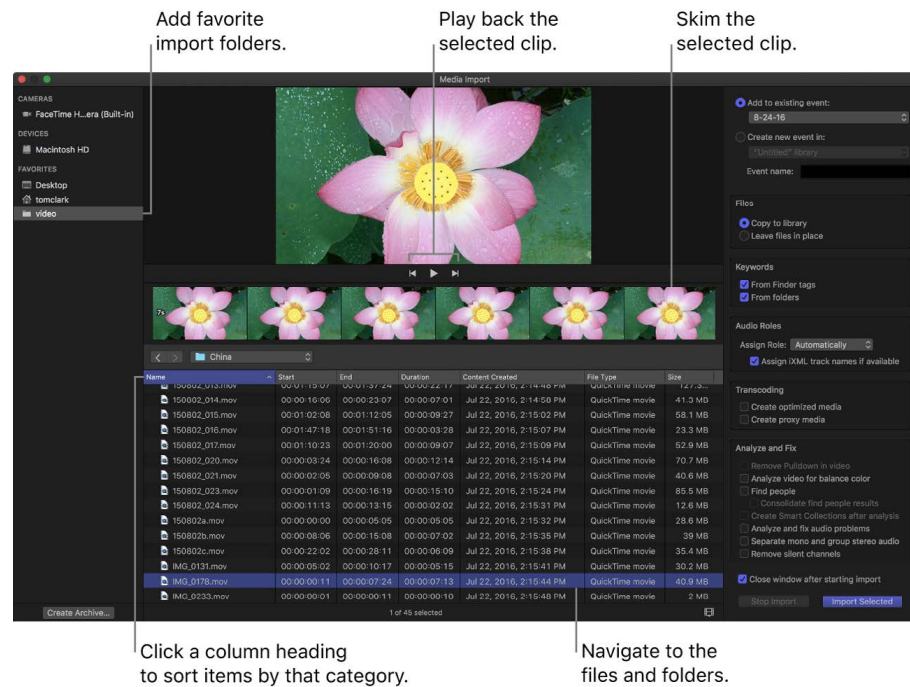 Add favorite
import folders.
Play back the
selected clip.
Skim the
selected clip.
Media Import
CAMERAS
FaceTime H...era (Built-in)
DEVICES
Macintosh HD
FAVORITES
Desktop
tomclark
video
Create Archive...
7s
China
Name Start End Duration Content Created File Type Size
150802_013.mov 00:01:15:07 00:01:37:24 00:00:22:17 Jul 22, 2016, 2:14:48 PM QuickTime movie 127.3...
150802_014.mov 00:00:16:06 00:00:23:07 00:00:07:01 Jul 22, 2016, 2:14:58 PM QuickTime movie 41.3 MB
150802_015.mov 00:01:02:08 00:01:12:05 00:00:09:27 Jul 22, 2016, 2:15:02 PM QuickTime movie 58.1 MB
150802_016.mov 00:01:47:18 00:01:51:16 00:00:03:28 Jul 22, 2016, 2:15:07 PM QuickTime movie 23.3 MB
150802_017.mov 00:01:10:23 00:01:20:00 00:00:09:07 Jul 22, 2016, 2:15:09 PM QuickTime movie 52.9 MB
150802_020.mov 00:00:03:24 00:00:16:08 00:00:12:14 Jul 22, 2016, 2:15:14 PM QuickTime movie 70.7 MB
150802_021.mov 00:00:02:05 00:00:09:08 00:00:07:03 Jul 22, 2016, 2:15:20 PM QuickTime movie 40.6 MB
150802_023.mov 00:00:01:09 00:00:16:19 00:00:15:10 Jul 22, 2016, 2:15:24 PM QuickTime movie 85.5 MB
150802_024.mov 00:00:11:13 00:00:13:15 00:00:02:02 Jul 22, 2016, 2:15:31 PM QuickTime movie 12.6 MB
150802a.mov 00:00:00:00 00:00:05:05 00:00:05:05 Jul 22, 2016, 2:15:32 PM QuickTime movie 28.6 MB
150802b.mov 00:00:08:06 00:00:15:08 00:00:07:02 Jul 22, 2016, 2:15:35 PM QuickTime movie 39 MB
150802c.mov 00:00:22:02 00:00:28:11 00:00:06:09 Jul 22, 2016, 2:15:38 PM QuickTime movie 35.4 MB
IMG_0131.mov 00:00:05:02 00:00:10:17 00:00:05:15 Jul 22, 2016, 2:15:41 PM QuickTime movie 30.2 MB
IMG_0178.mov 00:00:00:11 00:00:07:24 00:00:07:13 Jul 22, 2016, 2:15:44 PM QuickTime movie 40.9 MB
IMG_0233.mov 00:00:00:01 00:00:00:11 00:00:00:10 Jul 22, 2016, 2:15:48 PM QuickTime movie 2 MB
1 of 45 selected
Add to existing event:
8-24-16
Create new event in:
"Untitled" library
Event name:
Files
Copy to library
Leave files in place
Keywords
From Finder tags
From folders
Audio Roles
Assign Role: Automatically
Assign iXML track names if available
Transcoding
Create optimized media
Create proxy media
Analyze and Fix
Remove Pulldown in video
Analyze video for balance color
Find people
Consolidate find people results
Create Smart Collections after analysis
Analyze and fix audio problems
Separate mono and group stereo audio
Remove silent channels
Close window after starting import
Stop Import Import Selected
Click a column heading
to sort items by that category.
Navigate to the
files and folders.